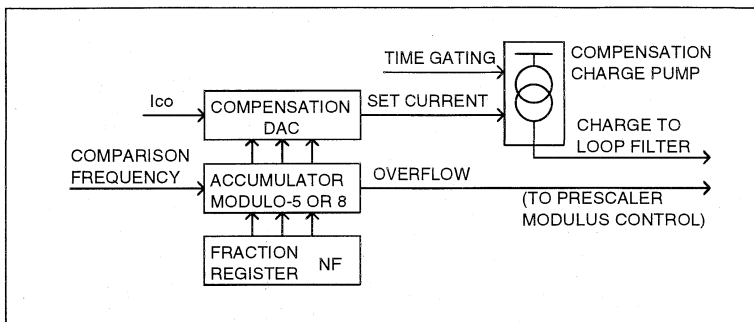 TIME GATING
COMPENSATION
CHARGE PUMP
Ico
COMPENSATION
DAC
SET CURRENT
CHARGE TO
LOOP FILTER
COMPARISON
FREQUENCY
ACCUMULATOR
MODULO-5 OR 8
OVERFLOW
(TO PRESCALER
MODULUS CONTROL)
FRACTION
REGISTER NF